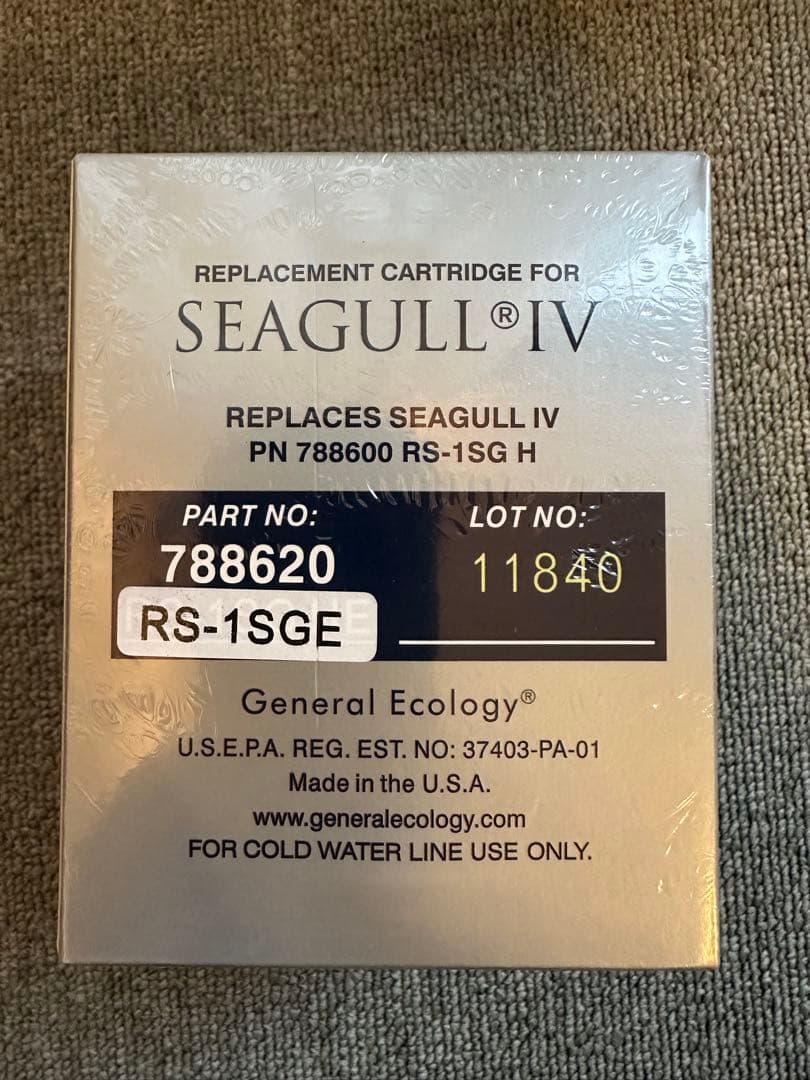 REPLACEMENT CARTRIDGE FOR
SEAGULL® IV
REPLACES SEAGULL IV
PN 788600 RS-1SG H
PART NO:
788620
RS-1SGE
LOT NO:
11840
General Ecology®
U.S.E.P.A. REG. EST. NO: 37403-PA-01
Made in the U.S.A.
www.generalecology.com
FOR COLD WATER LINE USE ONLY.